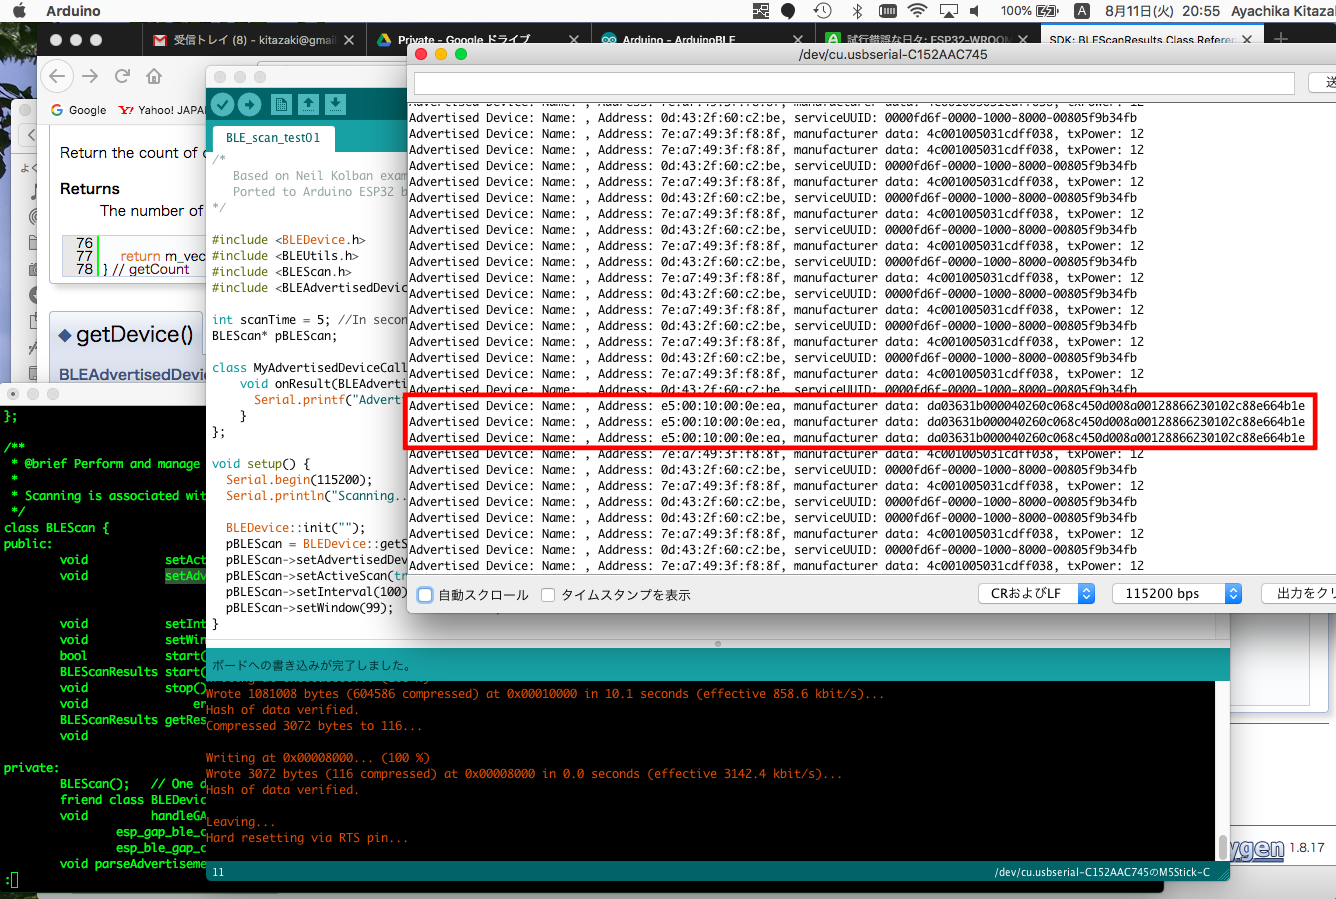 Arduino
100%
8月11日(火) 20:55 Ayachika Kitazal
受信トレイ (8) - kitazaki@gmail
Private - Google ドライブ
Arduino - ArduinoBLE
試行錯誤な日々: ESP32-WROOM
SDK: BLEScanResults Class Referen
Google
Yahoo! JAPA
Return the count of
Returns
The number of
76
77 return m_vec
78 } // getCount
getDevice()
BLEAdvertisedDevi
};
/**
* @brief Perform and manage
*
* Scanning is associated wit
*/
class BLEScan {
public:
void setAct
void setAdv
void setInt
void setWin
bool start(
BLEScanResults start(
void stop()
void er
BLEScanResults getRes
void
private:
BLEScan(); // One d
friend class BLEDevic
void handleGA
esp_gap_ble_c
esp_ble_gap_c
void parseAdvertiseme
:
BLE_scan_test01
/*
Based on Neil Kolban exam
Ported to Arduino ESP32 b
*/
#include <BLEDevice.h>
#include <BLEUtils.h>
#include <BLEScan.h>
#include <BLEAdvertisedDevic
int scanTime = 5; //In secon
BLEScan* pBLEScan;
class MyAdvertisedDeviceCall
void onResult(BLEAdverti
Serial.printf("Adverti
}
};
void setup() {
Serial.begin(115200);
Serial.println("Scanning..
BLEDevice::init("");
pBLEScan = BLEDevice::getS
pBLEScan->setAdvertisedDev
pBLEScan->setActiveScan(tr
pBLEScan->setInterval(100)
pBLEScan->setWindow(99);
}
ボードへの書き込みが完了しました。
Wrote 1081008 bytes (604586 compressed) at 0x00010000 in 10.1 seconds (effective 858.6 kbit/s)...
Hash of data verified.
Compressed 3072 bytes to 116...
Writing at 0x00008000... (100 %)
Wrote 3072 bytes (116 compressed) at 0x00008000 in 0.0 seconds (effective 3142.4 kbit/s)...
Hash of data verified.
Leaving...
Hard resetting via RTS pin...
11
/dev/cu.usbserial-C152AAC745のM5Stick-C
/dev/cu.usbserial-C152AAC745
送
Advertised Device: Name: , Address: 7e:a7:49:3f:f8:8f, manufacturer data: 4c001005031cdff038, txPower: 12
Advertised Device: Name: , Address: 0d:43:2f:60:c2:be, serviceUUID: 0000fd6f-0000-1000-8000-00805f9b34fb
Advertised Device: Name: , Address: 7e:a7:49:3f:f8:8f, manufacturer data: 4c001005031cdff038, txPower: 12
Advertised Device: Name: , Address: 7e:a7:49:3f:f8:8f, manufacturer data: 4c001005031cdff038, txPower: 12
Advertised Device: Name: , Address: 0d:43:2f:60:c2:be, serviceUUID: 0000fd6f-0000-1000-8000-00805f9b34fb
Advertised Device: Name: , Address: 7e:a7:49:3f:f8:8f, manufacturer data: 4c001005031cdff038, txPower: 12
Advertised Device: Name: , Address: 0d:43:2f:60:c2:be, serviceUUID: 0000fd6f-0000-1000-8000-00805f9b34fb
Advertised Device: Name: , Address: 7e:a7:49:3f:f8:8f, manufacturer data: 4c001005031cdff038, txPower: 12
Advertised Device: Name: , Address: 0d:43:2f:60:c2:be, serviceUUID: 0000fd6f-0000-1000-8000-00805f9b34fb
Advertised Device: Name: , Address: 7e:a7:49:3f:f8:8f, manufacturer data: 4c001005031cdff038, txPower: 12
Advertised Device: Name: , Address: 0d:43:2f:60:c2:be, serviceUUID: 0000fd6f-0000-1000-8000-00805f9b34fb
Advertised Device: Name: , Address: 7e:a7:49:3f:f8:8f, manufacturer data: 4c001005031cdff038, txPower: 12
Advertised Device: Name: , Address: 0d:43:2f:60:c2:be, serviceUUID: 0000fd6f-0000-1000-8000-00805f9b34fb
Advertised Device: Name: , Address: 7e:a7:49:3f:f8:8f, manufacturer data: 4c001005031cdff038, txPower: 12
Advertised Device: Name: , Address: 0d:43:2f:60:c2:be, serviceUUID: 0000fd6f-0000-1000-8000-00805f9b34fb
Advertised Device: Name: , Address: 0d:43:2f:60:c2:be, serviceUUID: 0000fd6f-0000-1000-8000-00805f9b34fb
Advertised Device: Name: , Address: 7e:a7:49:3f:f8:8f, manufacturer data: 4c001005031cdff038, txPower: 12
Advertised Device: Name: , Address: 7e:a7:49:3f:f8:8f, manufacturer data: 4c001005031cdff038, txPower: 12
Advertised Device: Name: , Address: 0d:43:2f:60:c2:be, serviceUUID: 0000fd6f-0000-1000-8000-00805f9b34fb
Advertised Device: Name: , Address: e5:00:10:00:0e:ea, manufacturer data: da03631b000040260c068c450d008a00128866230102c88e664b1e
Advertised Device: Name: , Address: e5:00:10:00:0e:ea, manufacturer data: da03631b000040260c068c450d008a00128866230102c88e664b1e
Advertised Device: Name: , Address: e5:00:10:00:0e:ea, manufacturer data: da03631b000040260c068c450d008a00128866230102c88e664b1e
Advertised Device: Name: , Address: 7e:a7:49:3f:f8:8f, manufacturer data: 4c001005031cdff038, txPower: 12
Advertised Device: Name: , Address: 0d:43:2f:60:c2:be, serviceUUID: 0000fd6f-0000-1000-8000-00805f9b34fb
Advertised Device: Name: , Address: 7e:a7:49:3f:f8:8f, manufacturer data: 4c001005031cdff038, txPower: 12
Advertised Device: Name: , Address: 0d:43:2f:60:c2:be, serviceUUID: 0000fd6f-0000-1000-8000-00805f9b34fb
Advertised Device: Name: , Address: 0d:43:2f:60:c2:be, serviceUUID: 0000fd6f-0000-1000-8000-00805f9b34fb
Advertised Device: Name: , Address: 7e:a7:49:3f:f8:8f, manufacturer data: 4c001005031cdff038, txPower: 12
Advertised Device: Name: , Address: 0d:43:2f:60:c2:be, serviceUUID: 0000fd6f-0000-1000-8000-00805f9b34fb
Advertised Device: Name: , Address: 7e:a7:49:3f:f8:8f, manufacturer data: 4c001005031cdff038, txPower: 12
自動スクロール
タイムスタンプを表示
CRおよびLF
115200 bps
出力をクリ
ygen 1.8.17